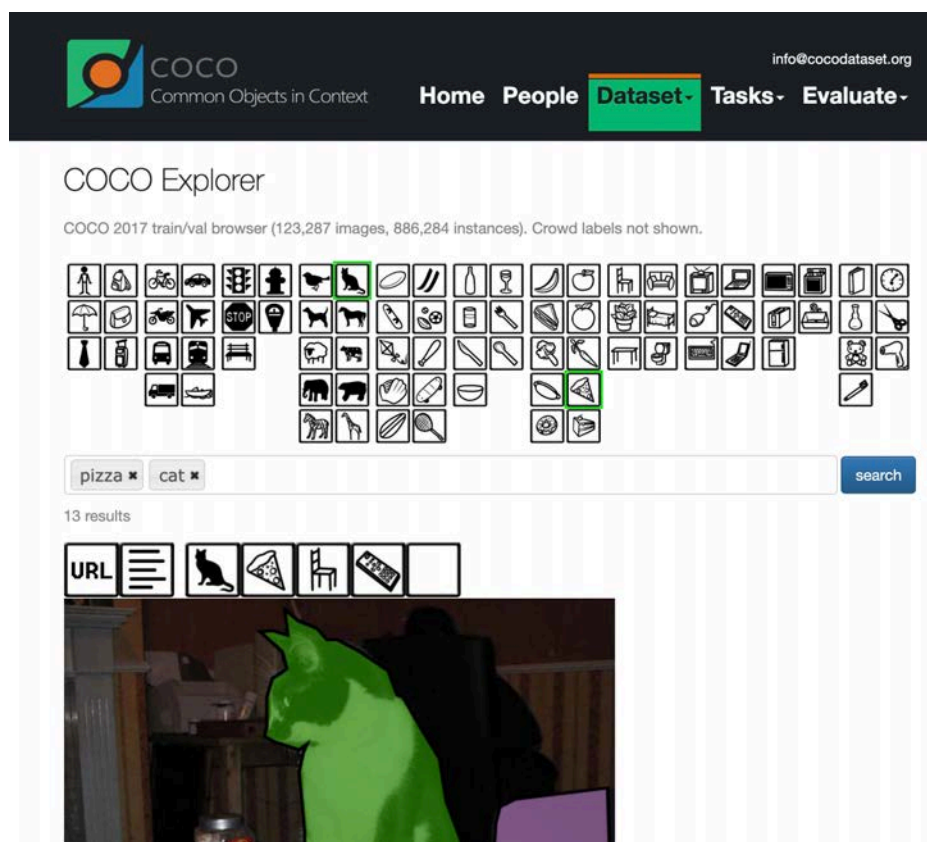 COCO
Common Objects in Context
info@cocodataset.org
Home People Dataset Tasks Evaluate
COCO Explorer
COCO 2017 train/val browser (123,287 images, 886,284 instances). Crowd labels not shown.
STOP
pizza × cat ×
search
13 results
URL